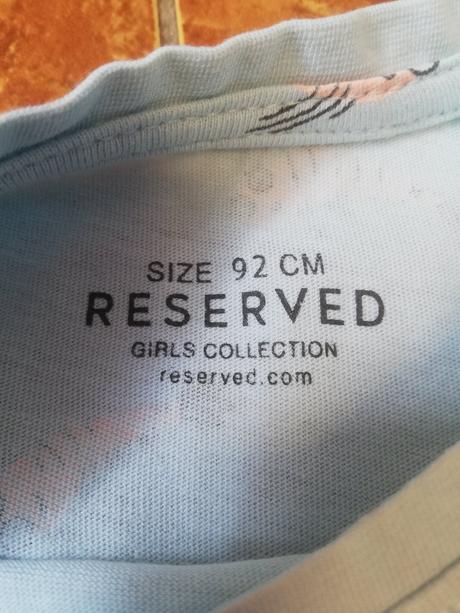 SIZE 92 CM
RESERVED
GIRLS COLLECTION
reserved.com